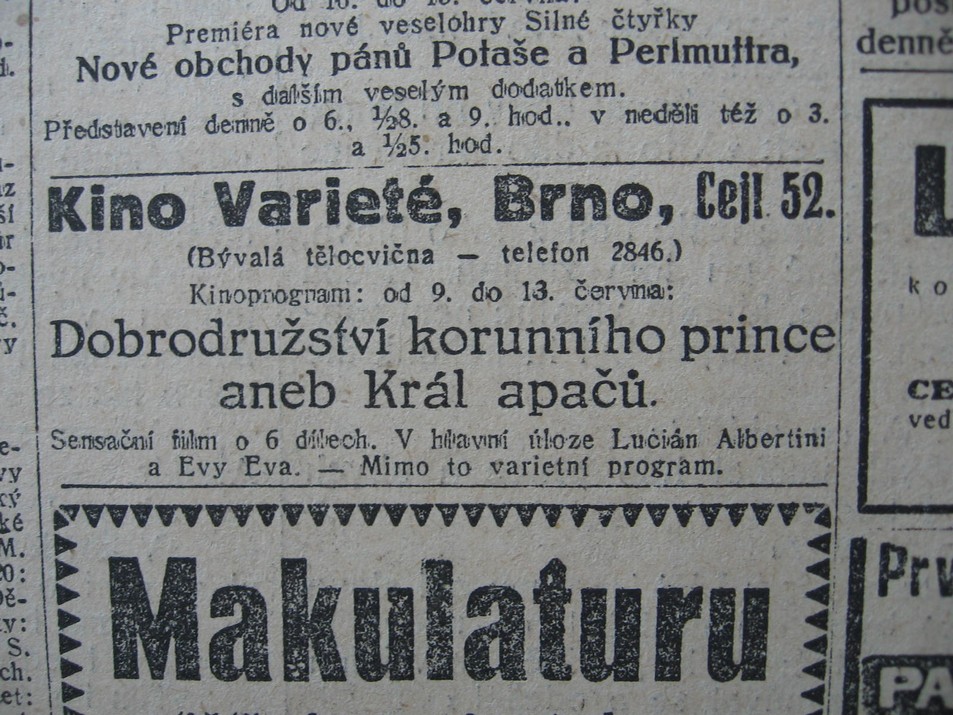 Premiéra nové veselohry Silné čtyřky
Nové obchody pánů Potaše a Perlmuttra,
s dalším veselým dodatkem.
Představení denně o 6., ½8. a 9. hod.. v neděli též o 3.
a ½5. hod.
Kino Varieté, Brno, Cejl 52.
(Bývalá tělocvična — telefon 2846.)
Kinoprogram: od 9. do 13. června:
Dobrodružství korunního prince
aneb Král apačů.
Sensační film o 6 dílech. V hlavní úloze Lucián Albertini
a Evy Eva. — Mimo to varietní program.
Makulaturu
denně
CE
ved
Prv
PA